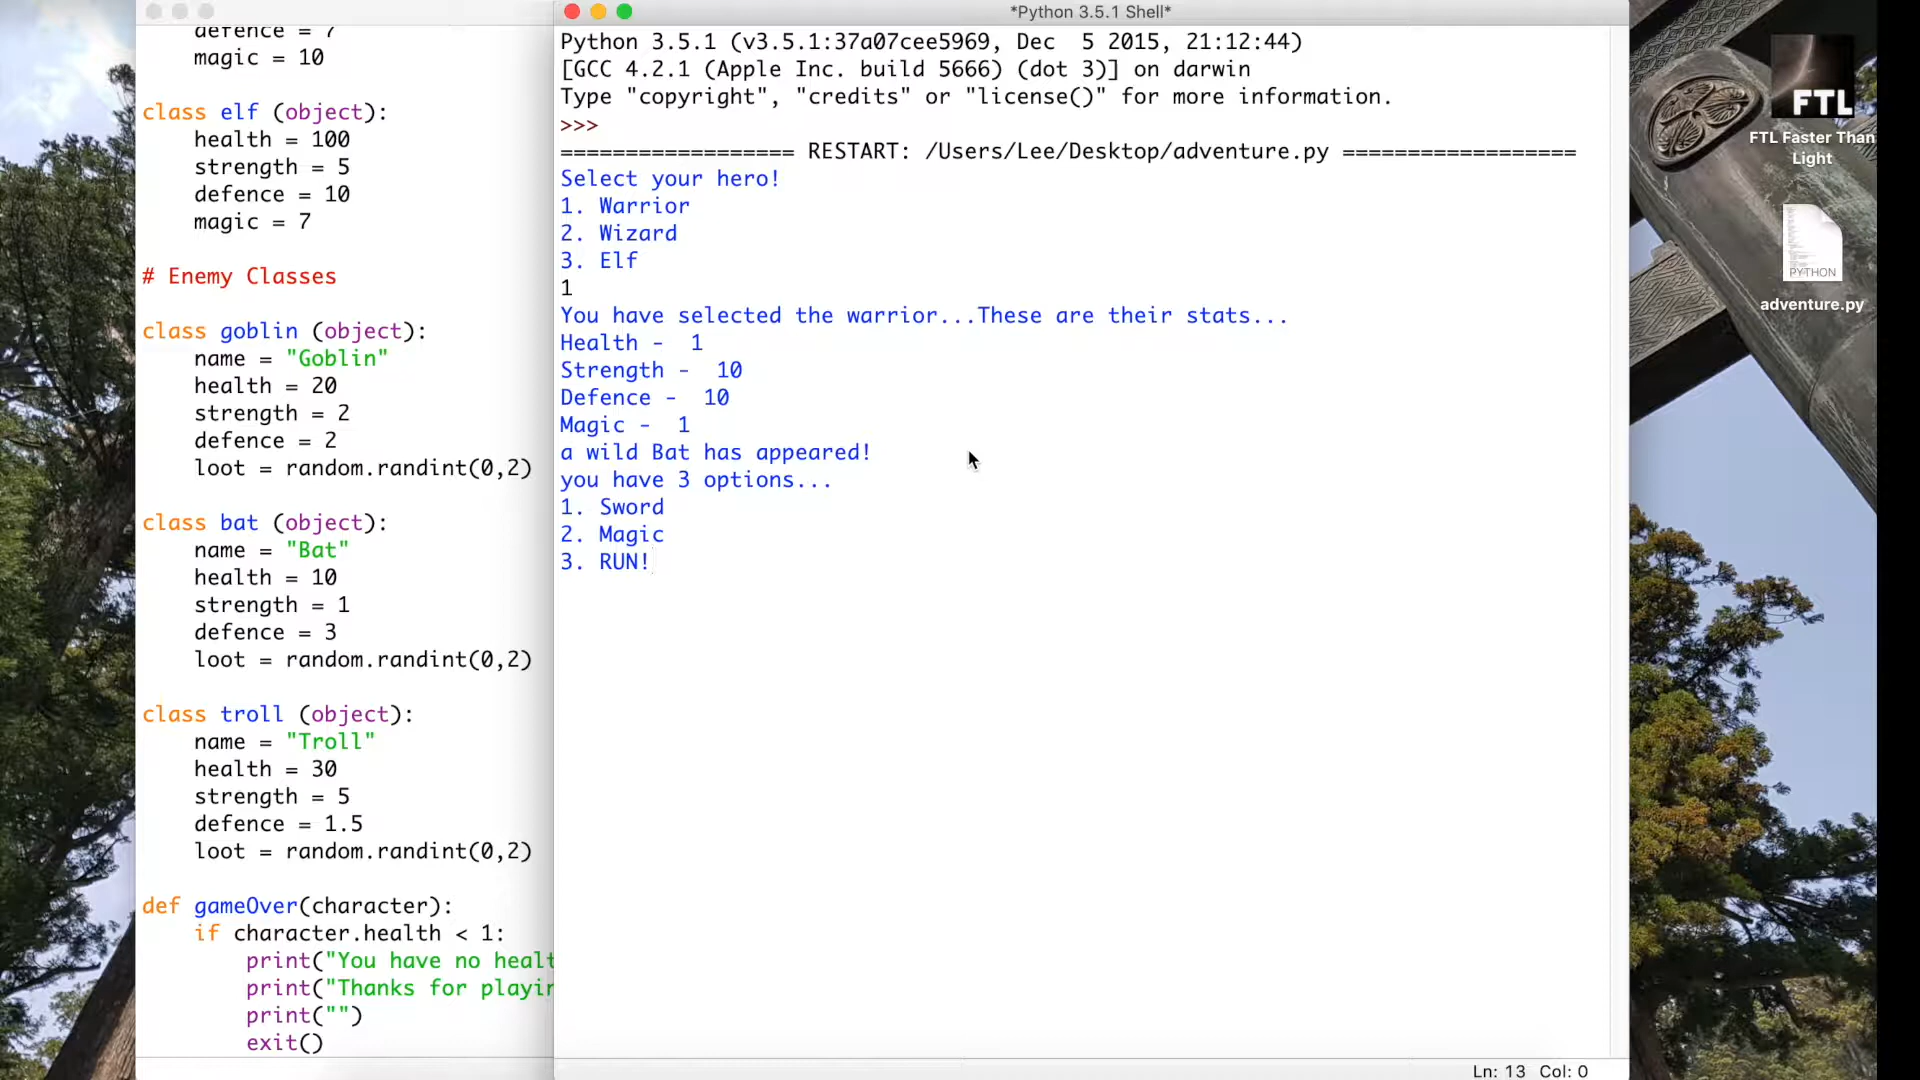 defence = 7
magic = 10
class elf (object):
health = 100
strength = 5
defence = 10
magic = 7
# Enemy Classes
class goblin (object):
name = "Goblin"
health = 20
strength = 2
defence = 2
loot = random.randint(0,2)
class bat (object):
name = "Bat"
health = 10
strength = 1
defence = 3
loot = random.randint(0,2)
class troll (object):
name = "Troll"
health = 30
strength = 5
defence = 1.5
loot = random.randint(0,2)
def gameOver(character):
if character.health < 1:
print("You have no healt
print("Thanks for playin
print("")
exit()
*Python 3.5.1 Shell*
Python 3.5.1 (v3.5.1:37a07cee5969, Dec  5 2015, 21:12:44)
[GCC 4.2.1 (Apple Inc. build 5666) (dot 3)] on darwin
Type "copyright", "credits" or "license()" for more information.
>>>
================== RESTART: /Users/Lee/Desktop/adventure.py ==================
Select your hero!
1. Warrior
2. Wizard
3. Elf
1
You have selected the warrior...These are their stats...
Health -  1
Strength -  10
Defence -  10
Magic -  1
a wild Bat has appeared!
you have 3 options...
1. Sword
2. Magic
3. RUN!
Ln: 13 Col: 0
FTL
FTL Faster Than
Light
PYTHON
adventure.py